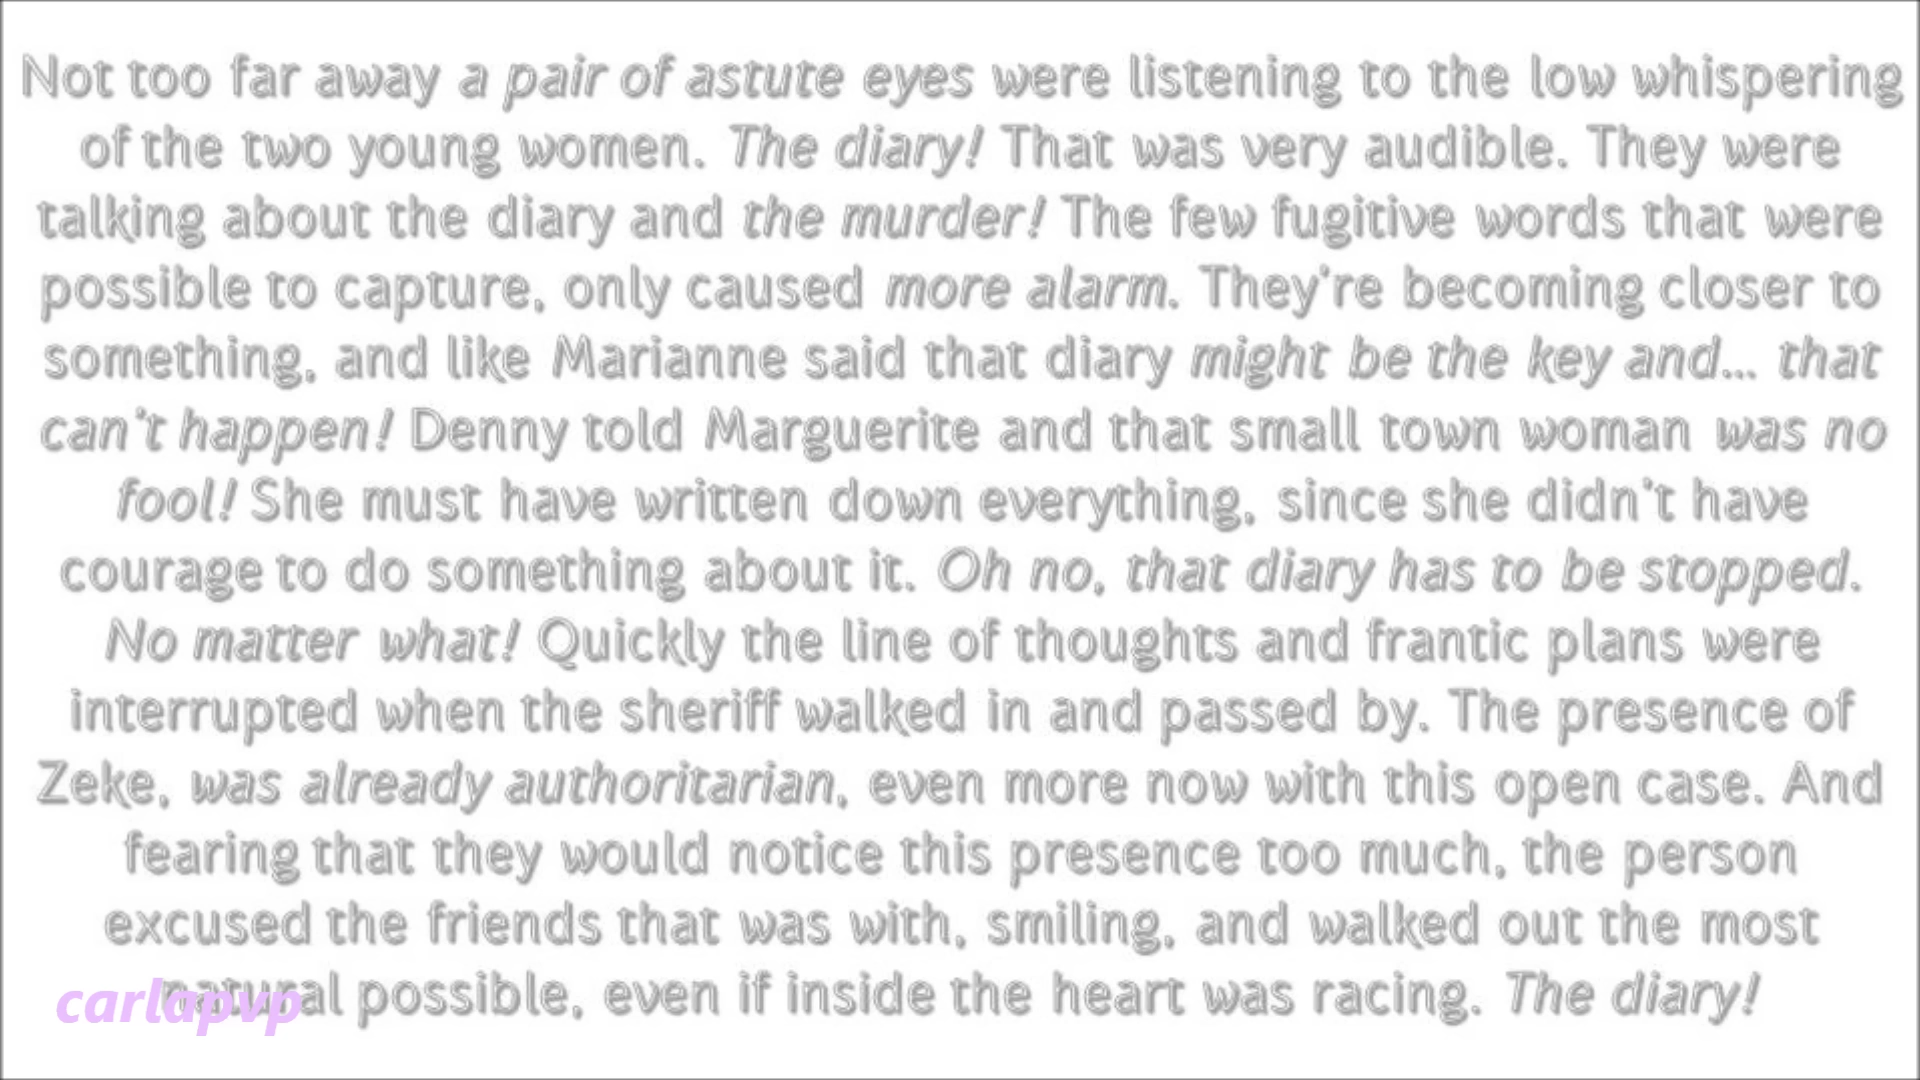 Not too far away a pair of astute eyes were listening to the low whispering
of the two young women. The diary! That was very audible. They were
talking about the diary and the murder! The few fugitive words that were
possible to capture, only caused more alarm. They're becoming closer to
something, and like Marianne said that diary might be the key and... that
can't happen! Denny told Marguerite and that small town woman was no
fool! She must have written down everything, since she didn't have
courage to do something about it. Oh no, that diary has to be stopped.
No matter what! Quickly the line of thoughts and frantic plans were
interrupted when the sheriff walked in and passed by. The presence of
Zeke, was already authoritarian, even more now with this open case. And
fearing that they would notice this presence too much, the person
excused the friends that was with, smiling, and walked out the most
natural possible, even if inside the heart was racing. The diary!
carlapvp